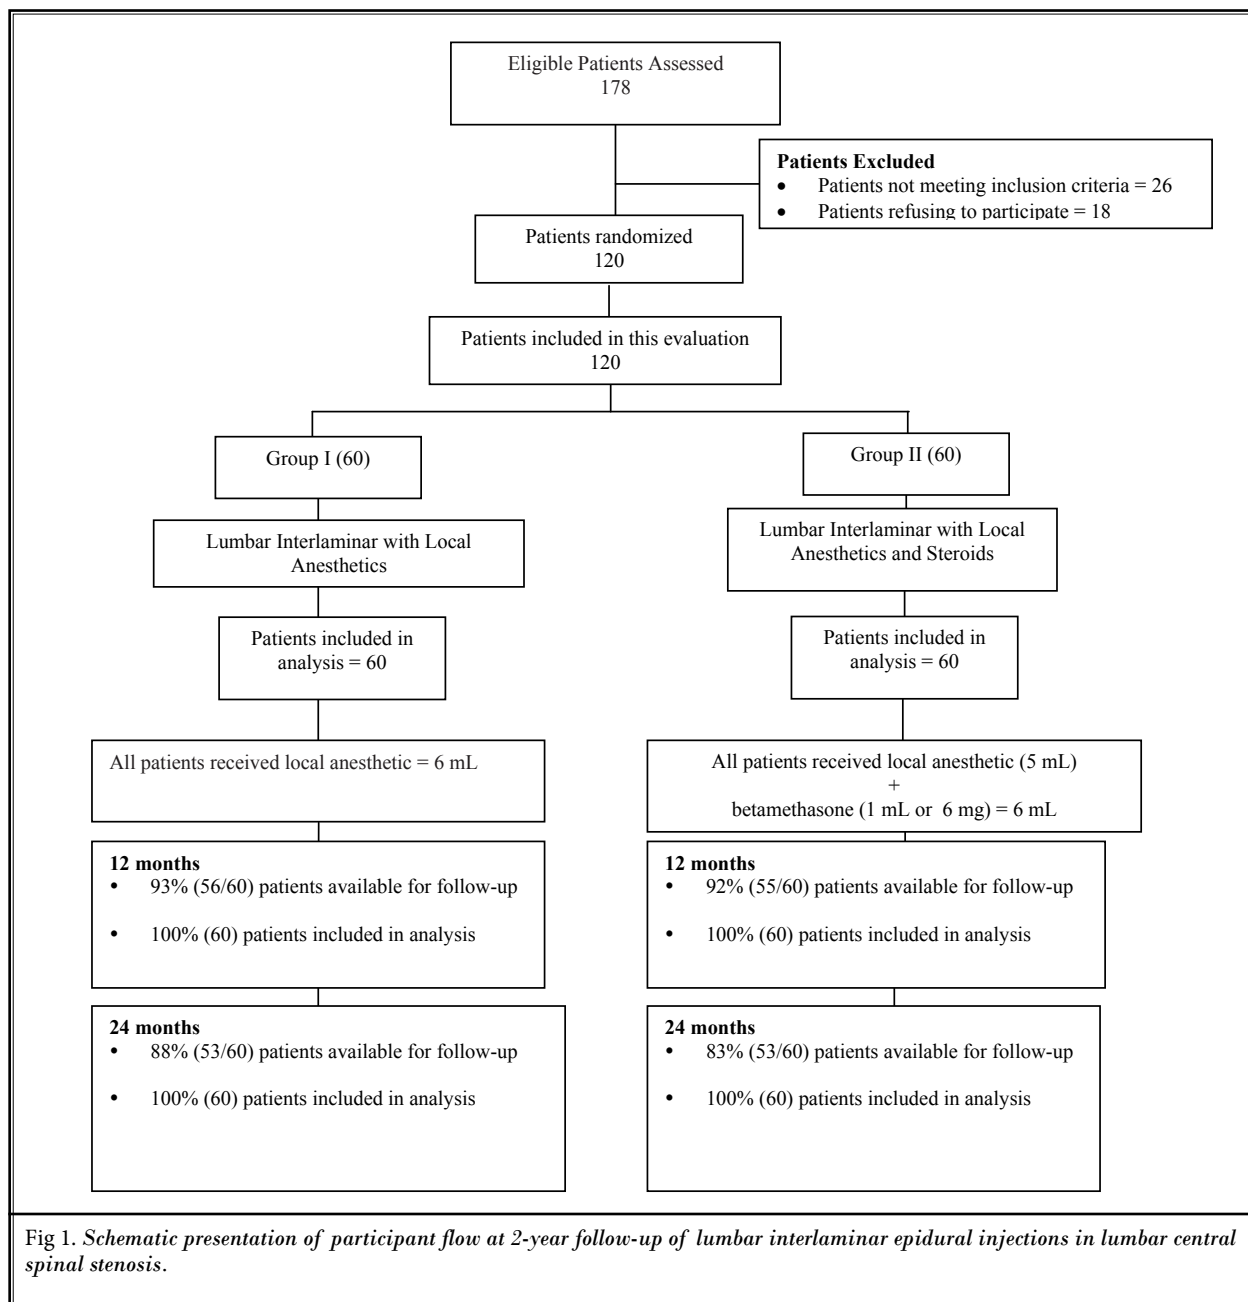 Eligible Patients Assessed
178
Patients Excluded
• Patients not meeting inclusion criteria = 26
• Patients refusing to participate = 18
Patients randomized
120
Patients included in this evaluation
120
Group I (60)
Group II (60)
Lumbar Interlaminar with Local
Anesthetics
Lumbar Interlaminar with Local
Anesthetics and Steroids
Patients included in
analysis = 60
Patients included in
analysis = 60
All patients received local anesthetic = 6 mL
All patients received local anesthetic (5 mL)
+
betamethasone (1 mL or 6 mg) = 6 mL
12 months
• 93% (56/60) patients available for follow-up
• 100% (60) patients included in analysis
12 months
• 92% (55/60) patients available for follow-up
• 100% (60) patients included in analysis
24 months
• 88% (53/60) patients available for follow-up
• 100% (60) patients included in analysis
24 months
• 83% (53/60) patients available for follow-up
• 100% (60) patients included in analysis
Fig 1. Schematic presentation of participant flow at 2-year follow-up of lumbar interlaminar epidural injections in lumbar central
spinal stenosis.